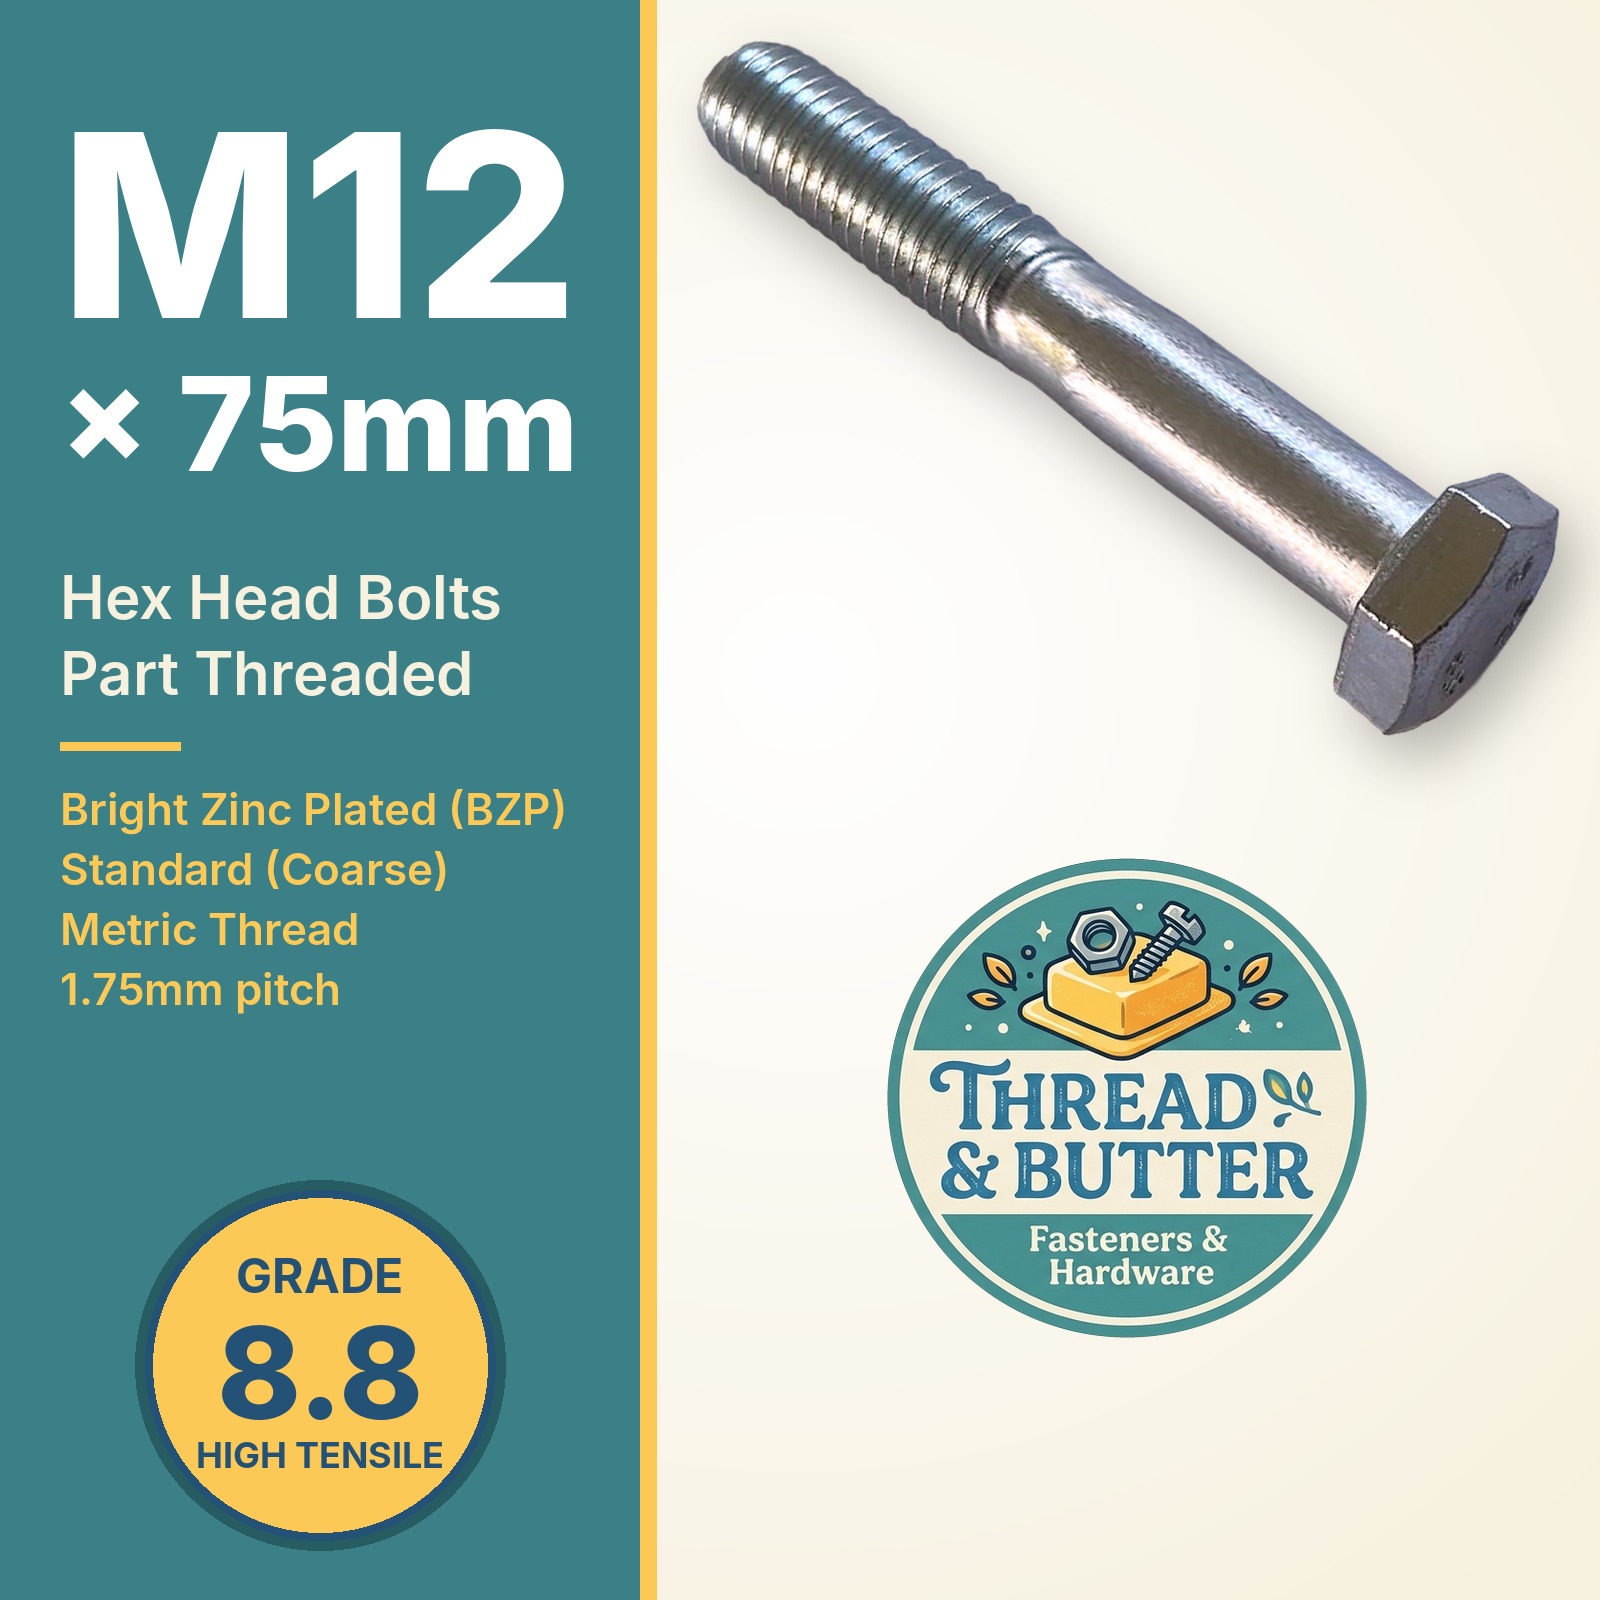 M12
× 75mm
Hex Head Bolts
Part Threaded
Bright Zinc Plated (BZP)
Standard (Coarse)
Metric Thread
1.75mm pitch
GRADE
8.8
HIGH TENSILE
THREAD
& BUTTER
Fasteners &
Hardware